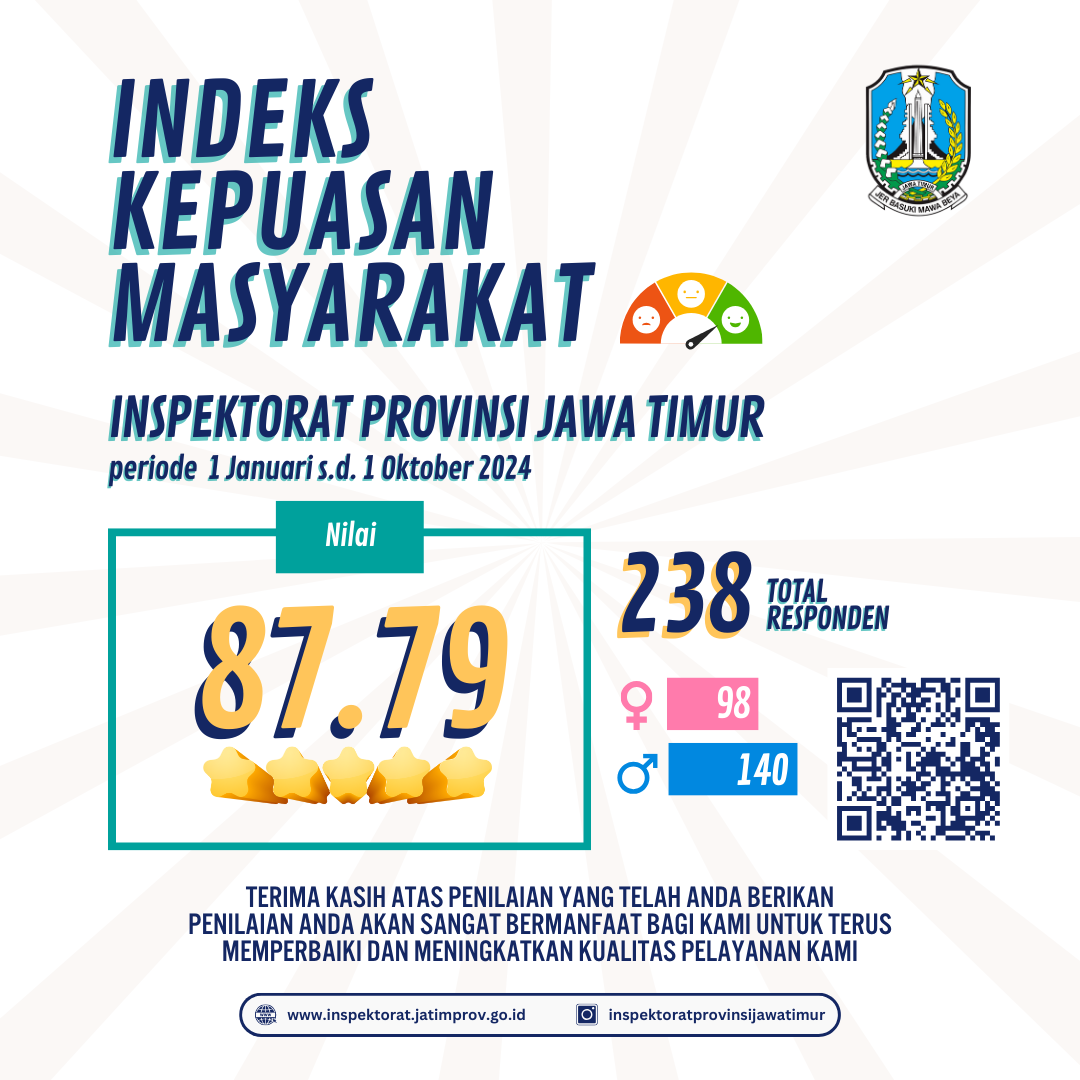 INDEKS
KEPUASAN
MASYARAKAT
JAWA TIMUR
JER BASUKI MAWA BEYA
INSPEKTORAT PROVINSI JAWA TIMUR
periode 1 Januari s.d. 1 Oktober 2024
Nilai
87.79
238 TOTAL
RESPONDEN
98
140
TERIMA KASIH ATAS PENILAIAN YANG TELAH ANDA BERIKAN
PENILAIAN ANDA AKAN SANGAT BERMANFAAT BAGI KAMI UNTUK TERUS
MEMPERBAIKI DAN MENINGKATKAN KUALITAS PELAYANAN KAMI
WWW
www.inspektorat.jatimprov.go.id
inspektoratprovinsijawatimur